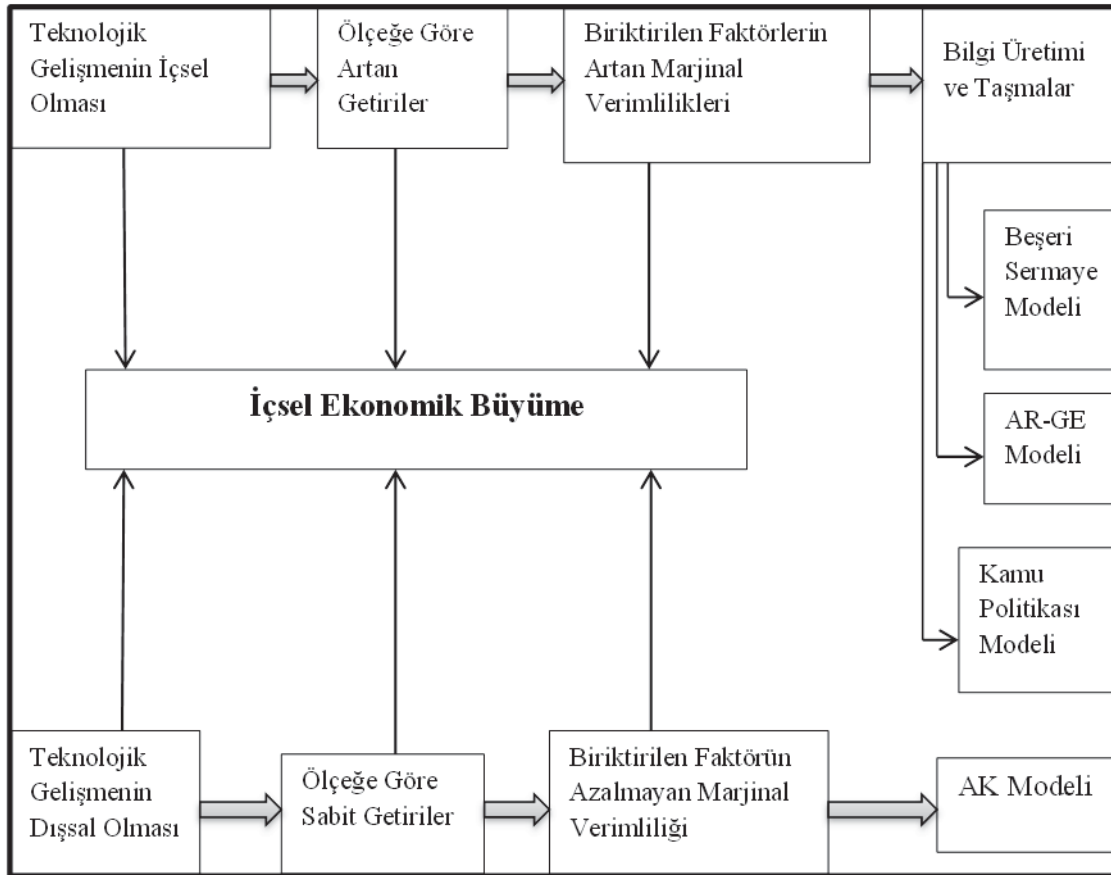 Teknolojik
Gelişmenin İçsel
Olması
Ölçeğe Göre
Artan
Getiriler
Biriktirilen Faktörlerin
Artan Marjinal
Verimlilikleri
Bilgi Üretimi
ve Taşmalar
Beşeri
Sermaye
Modeli
İçsel Ekonomik Büyüme
AR-GE
Modeli
Kamu
Politikası
Modeli
Teknolojik
Gelişmenin
Dışsal Olması
Ölçeğe Göre
Sabit Getiriler
Biriktirilen Faktörün
Azalmayan Marjinal
Verimliliği
AK Modeli